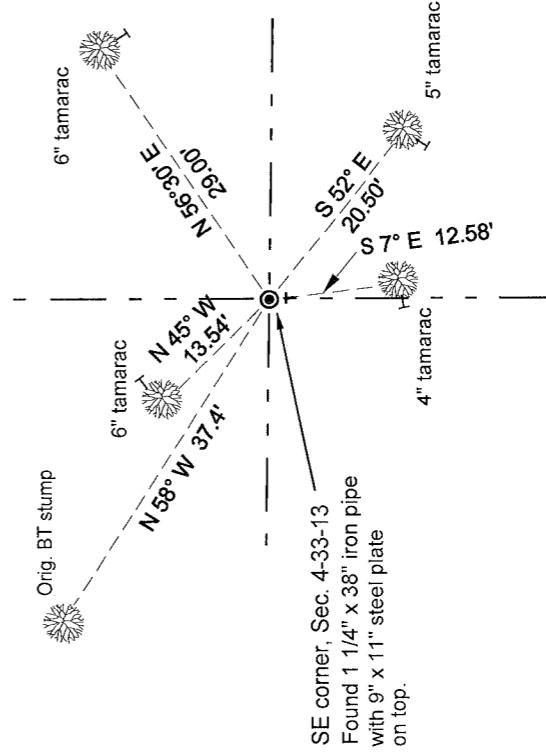 6" tamarac
N 56°30' E
29.00'
5" tamarac
S 52° E
20.50'
S 7° E 12.58'
4" tamarac
N 45° W
13.54'
6" tamarac
N 58° W 37.4'
Orig. BT stump
SE corner, Sec. 4-33-13
Found 1 1/4" x 38" iron pipe
with 9" x 11" steel plate
on top.